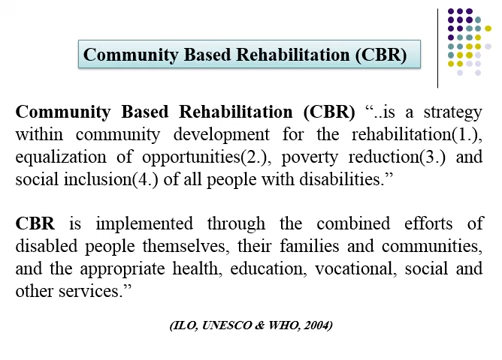 Community Based Rehabilitation (CBR)
Community Based Rehabilitation (CBR) “..is a strategy
within community development for the rehabilitation(1.),
equalization of opportunities(2.), poverty reduction(3.) and
social inclusion(4.) of all people with disabilities.”
CBR is implemented through the combined efforts of
disabled people themselves, their families and communities,
and the appropriate health, education, vocational, social and
other services.”
(ILO, UNESCO & WHO, 2004)